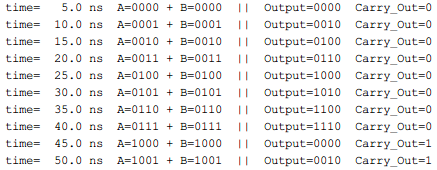 time=   5.0 ns  A=0000 + B=0000  ||  Output=0000  Carry_Out=0
time=  10.0 ns  A=0001 + B=0001  ||  Output=0010  Carry_Out=0
time=  15.0 ns  A=0010 + B=0010  ||  Output=0100  Carry_Out=0
time=  20.0 ns  A=0011 + B=0011  ||  Output=0110  Carry_Out=0
time=  25.0 ns  A=0100 + B=0100  ||  Output=1000  Carry_Out=0
time=  30.0 ns  A=0101 + B=0101  ||  Output=1010  Carry_Out=0
time=  35.0 ns  A=0110 + B=0110  ||  Output=1100  Carry_Out=0
time=  40.0 ns  A=0111 + B=0111  ||  Output=1110  Carry_Out=0
time=  45.0 ns  A=1000 + B=1000  ||  Output=0000  Carry_Out=1
time=  50.0 ns  A=1001 + B=1001  ||  Output=0010  Carry_Out=1